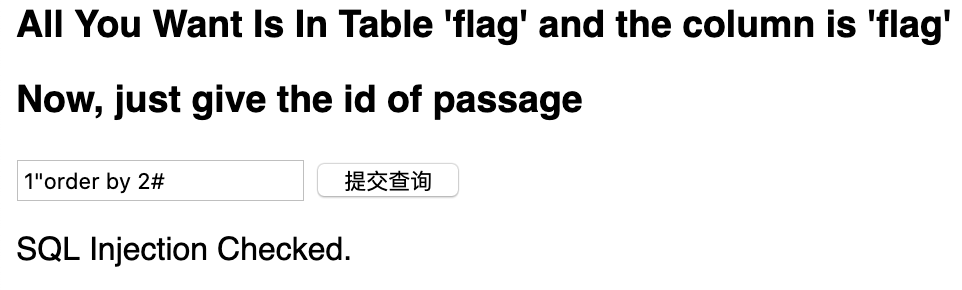 All You Want Is In Table 'flag' and the column is 'flag'
Now, just give the id of passage
1"order by 2#
提交查询
SQL Injection Checked.